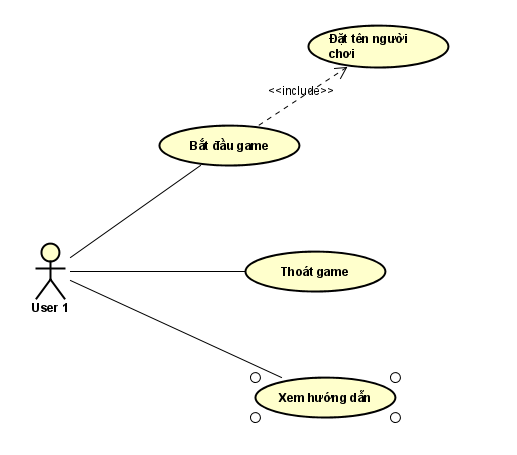 Đặt tên người
chơi
<<include>>
Bắt đầu game
Thoát game
User 1
Xem hướng dẫn